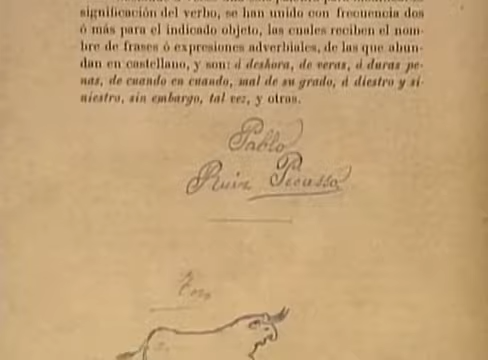 significación del verbo, se han unido con frecuencia dos
ó más para el indicado objeto, las cuales reciben el nom-
bre de frases ó expresiones adverbiales, de las que abun-
dan en castellano, y son: á deshora, de veras, á duras pe-
nas, de cuando en cuando, mal de su grado, á diestro y si-
niestro, sin embargo, tal vez, y otros.
Pablo
Ruiz Picasso